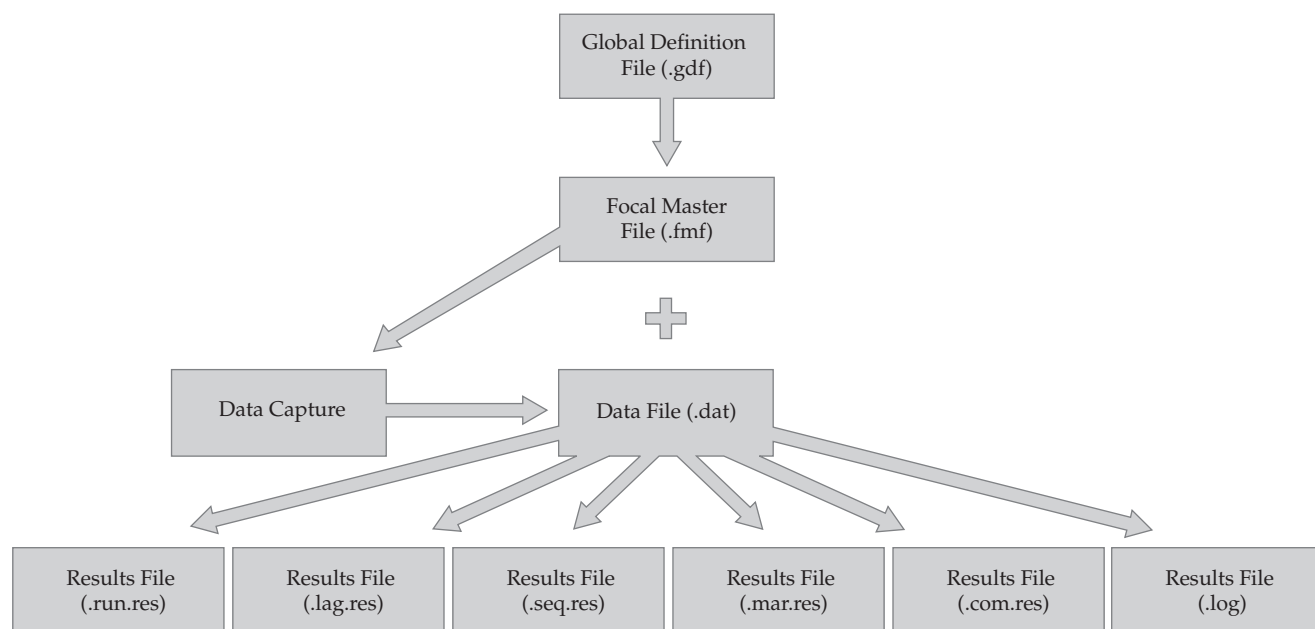 Global Definition
File (.gdf)
Focal Master
File (.fmf)
Data Capture
Data File (.dat)
Results File
(.run.res)
Results File
(.lag.res)
Results File
(.seq.res)
Results File
(.mar.res)
Results File
(.com.res)
Results File
(.log)